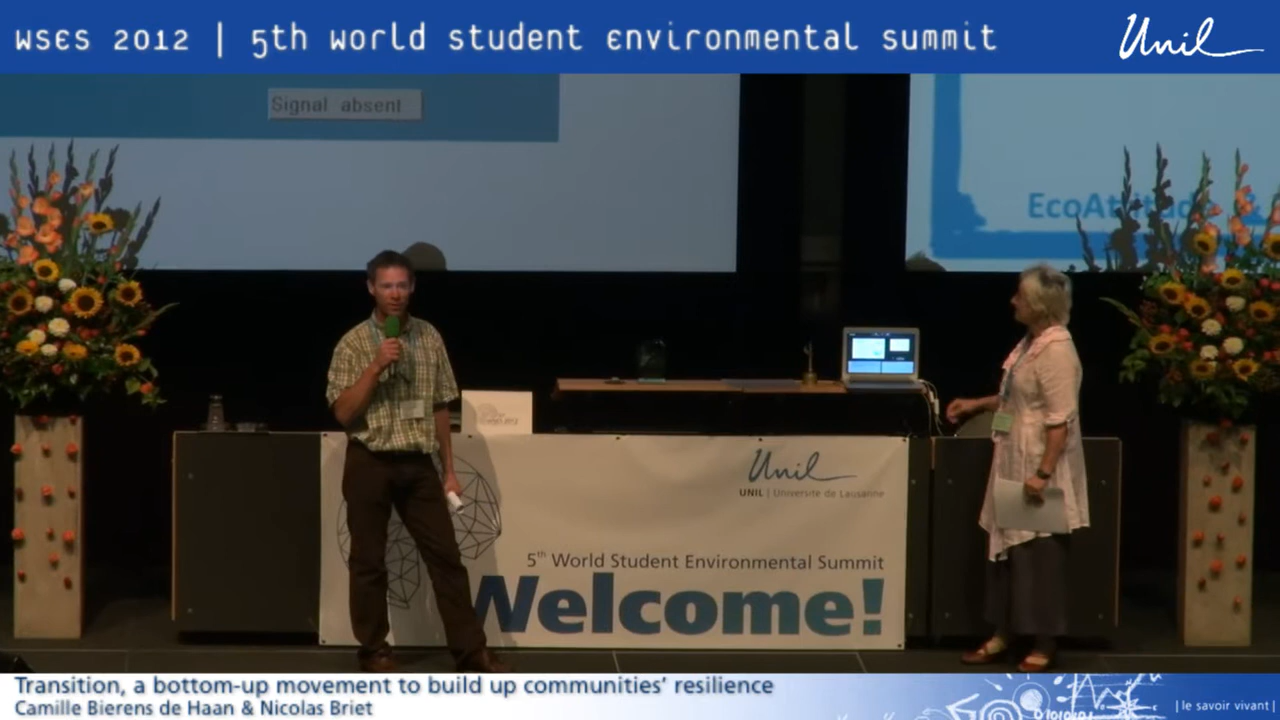 WSES 2012 | 5th world student environmental summit
Unil
Signal absent
Unil
UNIL | Université de Lausanne
5th World Student Environmental Summit
Welcome!
Transition, a bottom-up movement to build up communities' resilience
Camille Bierens de Haan & Nicolas Briet
| le savoir vivant |